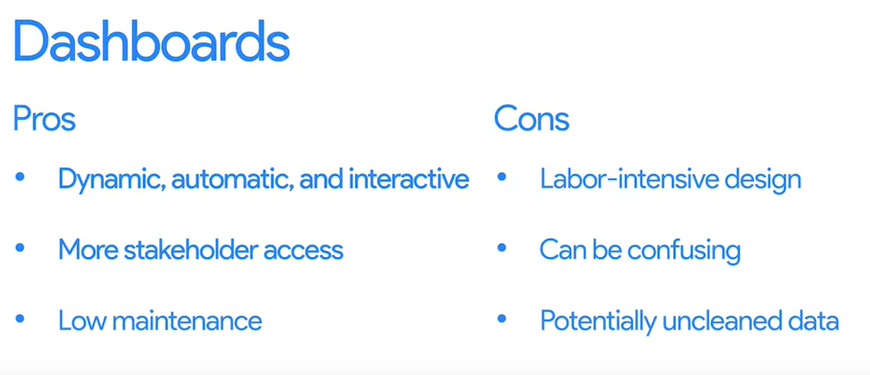 Dashboards
Pros
• Dynamic, automatic, and interactive
• More stakeholder access
• Low maintenance
Cons
• Labor-intensive design
• Can be confusing
• Potentially uncleaned data